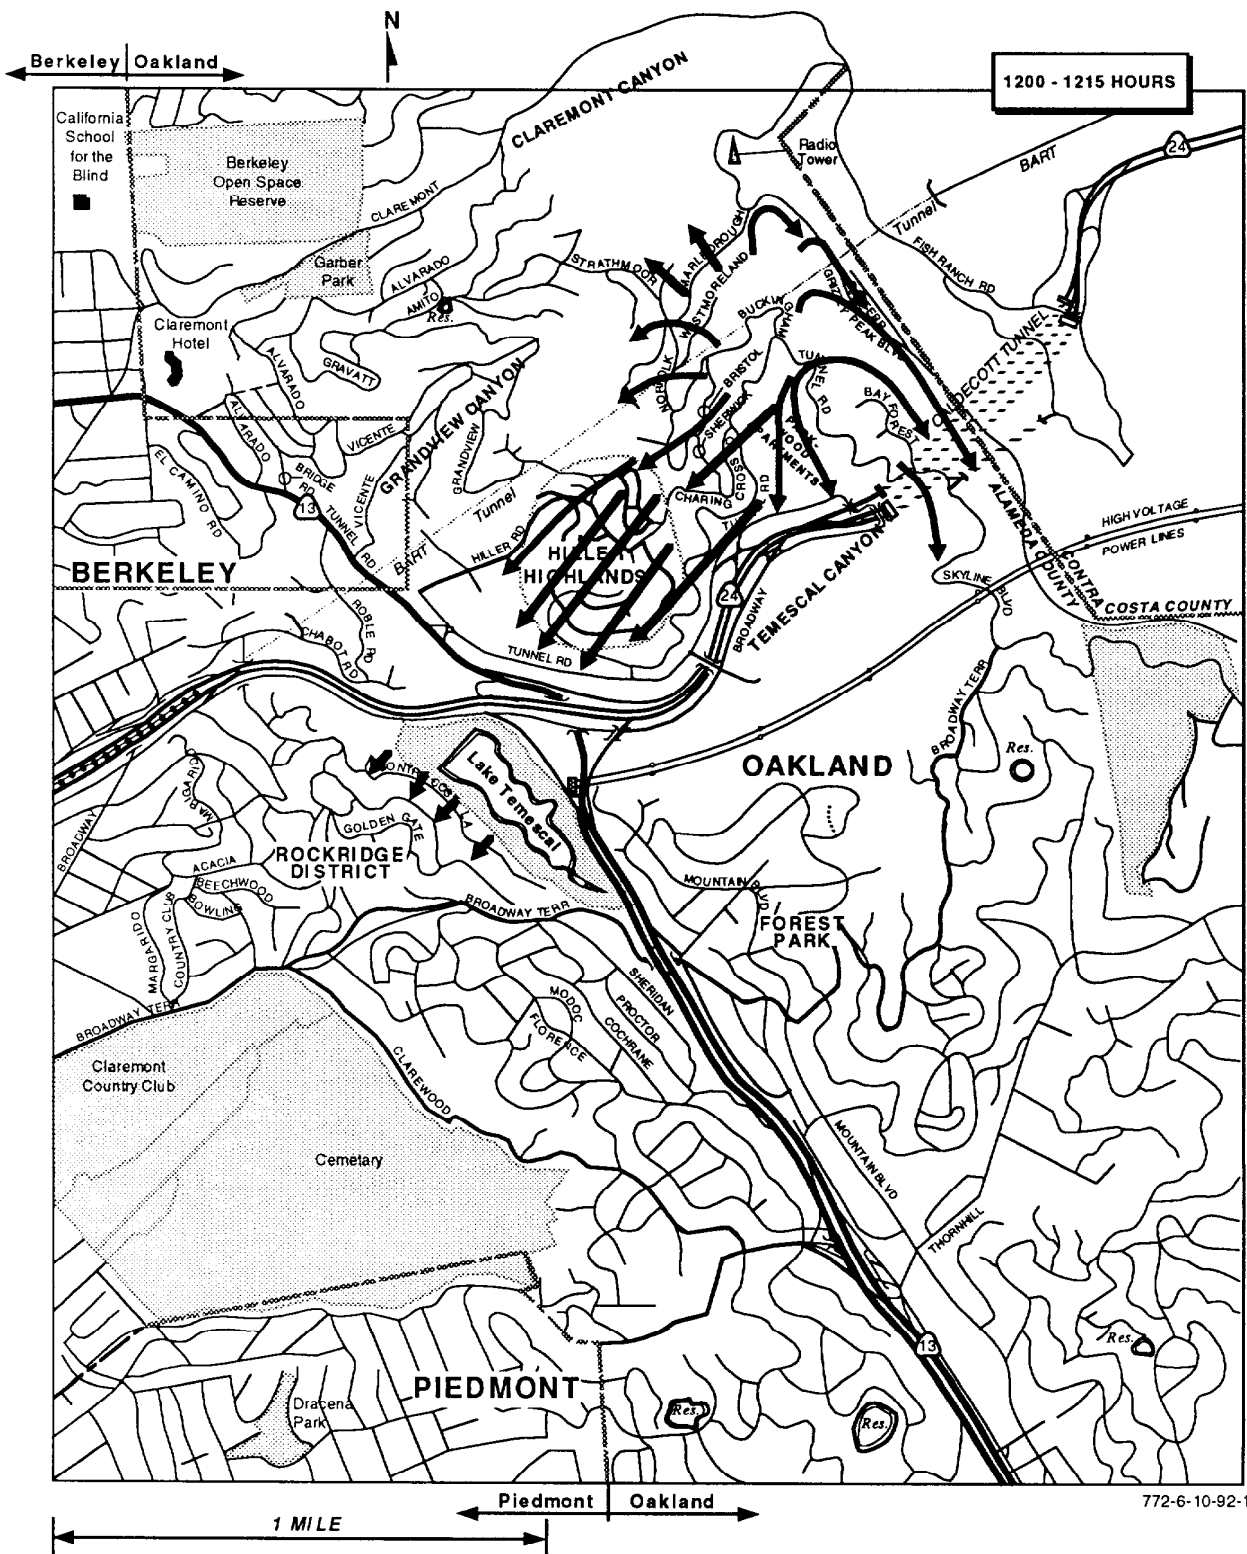 N
Berkeley Oakland
1200 - 1215 HOURS
California
School
for the
Blind
Berkeley
Open Space
Reserve
CLAREMONT CANYON
Radio
Tower
BART
24
Tunnel
CLAREMONT
Garber
Park
ALVARADO
AMITO
Res.
STRATHMOOR
MARLBOROUGH
WESTMORELAND
BUCKINGHAM
FISH RANCH RD
Claremont
Hotel
ALVARADO
GRAVATT
GRANDVIEW CANYON
NORFOLK
BRISTOL
SHERWICK
TUNNEL RD
BAY FOREST
ALVARADO
VICENTE
GRANDVIEW
EL CAMINO RD
BRIDGE
RD
13
VICENTE
TUNNEL RD
Tunnel
BART
HILLER RD
CHARING
CROSS
RD
HILLER
HIGHLANDS
24
BROADWAY
TEMESCAL CANYON
ALAMEDA COUNTY
CONTRA
COSTA COUNTY
HIGH VOLTAGE
POWER LINES
SKYLINE BLVD
BERKELEY
ROBLE RD
CHABOT RD
TUNNEL RD
BROADWAY TERR
Res.
OAKLAND
Lake Temescal
MARGARIDO
BROADWAY
GOLDEN GATE
ROCKRIDGE
DISTRICT
ACACIA
BEECHWOOD
BOWLING
MARGARIDO
COUNTRY CLUB
BROADWAY TERR
MOUNTAIN BLVD
FOREST
PARK
BROADWAY TERR
SHERIDAN
PROCTOR
COCHRANE
MODOC
FLORENCE
CLAREWOOD
Claremont
Country Club
Cemetary
MOUNTAIN BLVD
THORNHILL
13
Res.
PIEDMONT
Dracena
Park
Res.
Res.
Piedmont Oakland
772-6-10-92-1
1 MILE